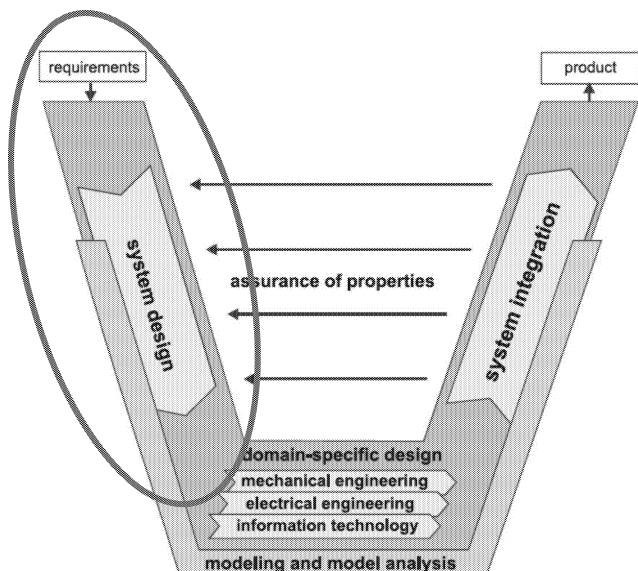 requirements
product
system design
system integration
assurance of properties
domain-specific design
mechanical engineering
electrical engineering
information technology
modeling and model analysis